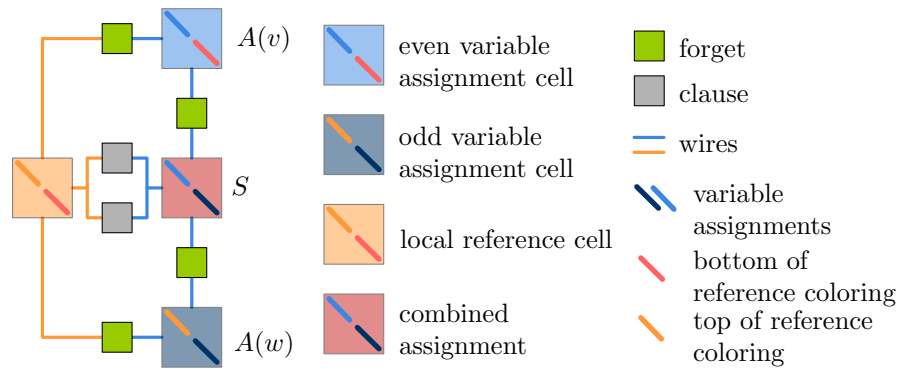 A(v)
S
A(w)
even variable
assignment cell
odd variable
assignment cell
local reference cell
combined
assignment
forget
clause
wires
variable
assignments
bottom of
reference coloring
top of reference
coloring